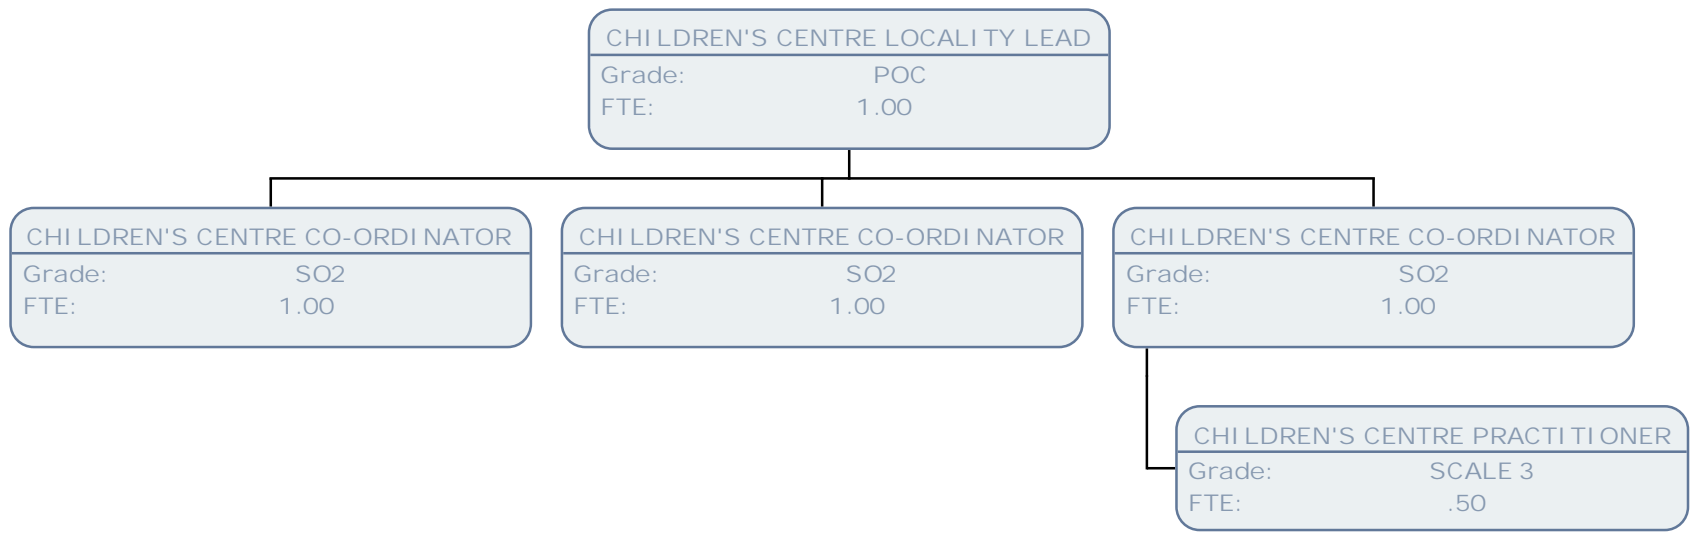 CHILDREN'S CENTRE LOCALITY LEAD
Grade: POC
FTE: 1.00
CHILDREN'S CENTRE CO-ORDINATOR
Grade: SO2
FTE: 1.00
CHILDREN'S CENTRE CO-ORDINATOR
Grade: SO2
FTE: 1.00
CHILDREN'S CENTRE CO-ORDINATOR
Grade: SO2
FTE: 1.00
CHILDREN'S CENTRE PRACTITIONER
Grade: SCALE 3
FTE: .50